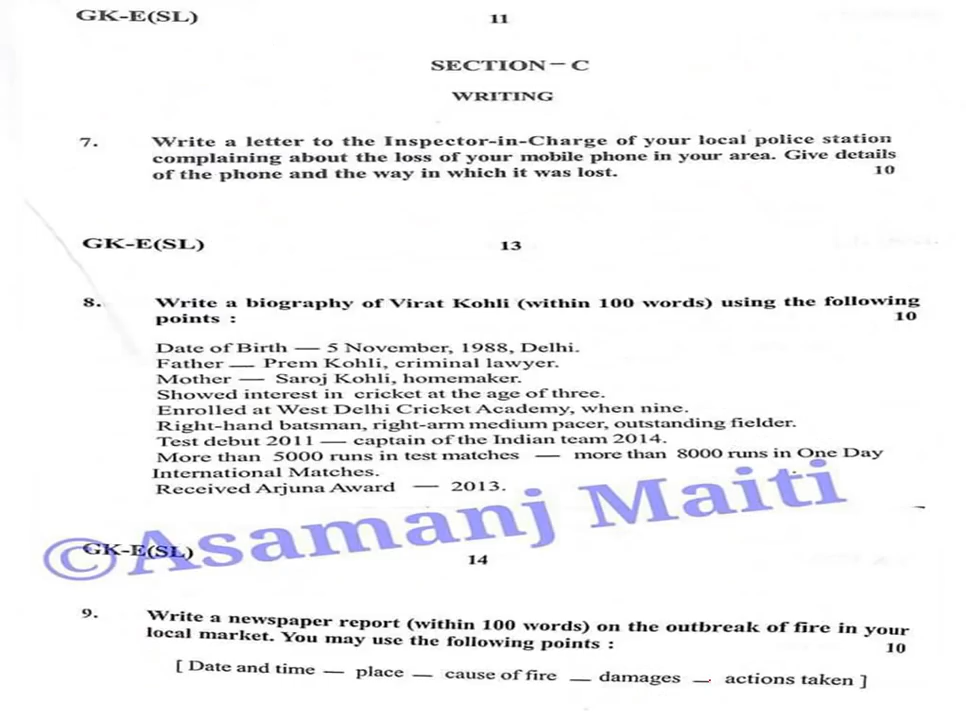 GK-E(SL) 11
SECTION — C
WRITING
7. Write a letter to the Inspector-in-Charge of your local police station
complaining about the loss of your mobile phone in your area. Give details
of the phone and the way in which it was lost. 10
GK-E(SL) 13
8. Write a biography of Virat Kohli (within 100 words) using the following
points : 10
Date of Birth — 5 November, 1988, Delhi.
Father — Prem Kohli, criminal lawyer.
Mother — Saroj Kohli, homemaker.
Showed interest in cricket at the age of three.
Enrolled at West Delhi Cricket Academy, when nine.
Right-hand batsman, right-arm medium pacer, outstanding fielder.
Test debut 2011 — captain of the Indian team 2014.
More than 5000 runs in test matches — more than 8000 runs in One Day
International Matches.
Received Arjuna Award — 2013.
©Asamanj Maiti
GK-E(SL) 14
9. Write a newspaper report (within 100 words) on the outbreak of fire in your
local market. You may use the following points : 10
[ Date and time — place — cause of fire — damages — actions taken ]